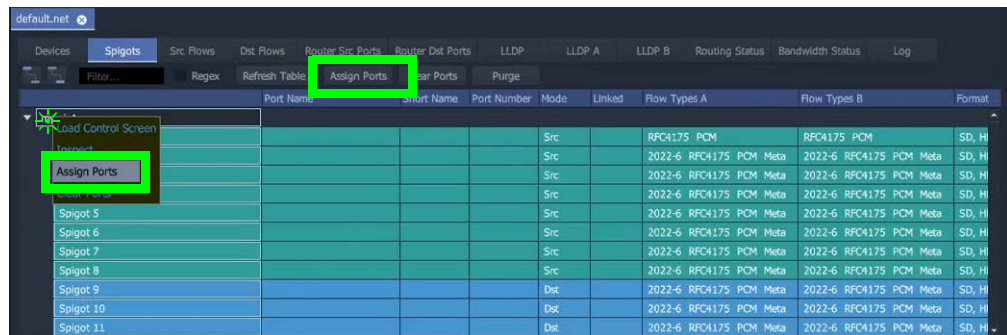 default.net
Devices Spigots Src Flows Dst Flows Router Src Ports Router Dst Ports LLDP LLDP A LLDP B Routing Status Bandwidth Status Log
Filter... Regex Refresh Table Assign Ports Clear Ports Purge
Port Name Short Name Port Number Mode Linked Flow Types A Flow Types B Format
Load Control Screen
Src RFC4175 PCM RFC4175 PCM SD, HI
Inspect
Src 2022-6 RFC4175 PCM Meta 2022-6 RFC4175 PCM Meta SD, HI
Assign Ports
Src 2022-6 RFC4175 PCM Meta 2022-6 RFC4175 PCM Meta SD, HI
Clear Ports
Src 2022-6 RFC4175 PCM Meta 2022-6 RFC4175 PCM Meta SD, HI
Spigot 5 Src 2022-6 RFC4175 PCM Meta 2022-6 RFC4175 PCM Meta SD, HI
Spigot 6 Src 2022-6 RFC4175 PCM Meta 2022-6 RFC4175 PCM Meta SD, HI
Spigot 7 Src 2022-6 RFC4175 PCM Meta 2022-6 RFC4175 PCM Meta SD, HI
Spigot 8 Src 2022-6 RFC4175 PCM Meta 2022-6 RFC4175 PCM Meta SD, HI
Spigot 9 Dst 2022-6 RFC4175 PCM Meta 2022-6 RFC4175 PCM Meta SD, HI
Spigot 10 Dst 2022-6 RFC4175 PCM Meta 2022-6 RFC4175 PCM Meta SD, HI
Spigot 11 Dst 2022-6 RFC4175 PCM Meta 2022-6 RFC4175 PCM Meta SD, HI